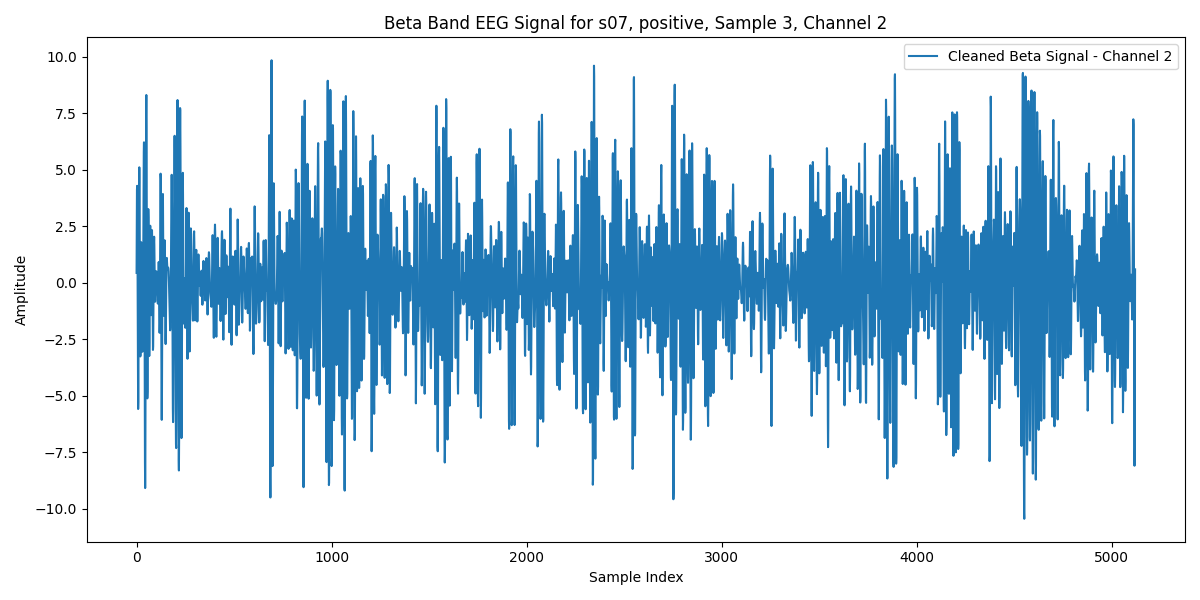 Beta Band EEG Signal for s07, positive, Sample 3, Channel 2
Cleaned Beta Signal - Channel 2
10.0
7.5
5.0
2.5
0.0
−2.5
−5.0
−7.5
−10.0
Amplitude
0 1000 2000 3000 4000 5000
Sample Index